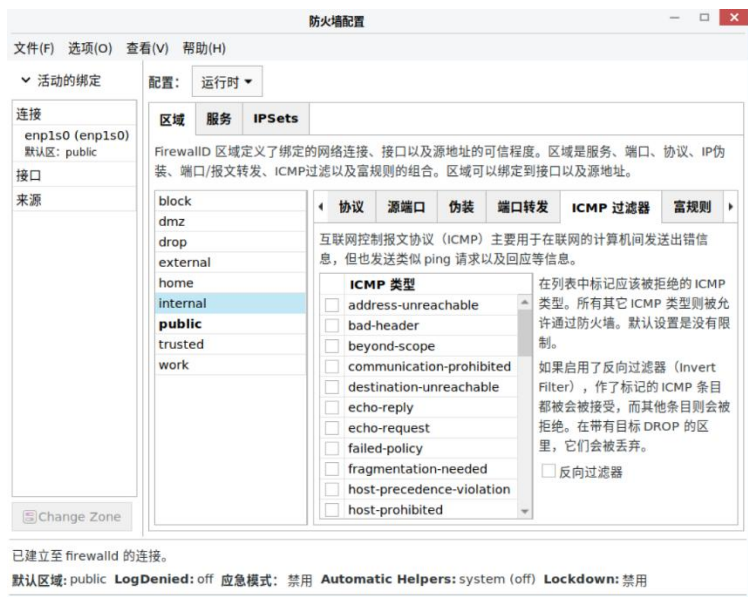 防火墙配置
文件(F) 选项(O) 查看(V) 帮助(H)
活动的绑定
连接
enp1s0 (enp1s0)
默认区: public
接口
来源
Change Zone
配置： 运行时
区域 服务 IPSets
FirewallD 区域定义了绑定的网络连接、接口以及源地址的可信程度。区域是服务、端口、协议、IP伪
装、端口/报文转发、ICMP过滤以及富规则的组合。区域可以绑定到接口以及源地址。
block
dmz
drop
external
home
internal
public
trusted
work
协议 源端口 伪装 端口转发 ICMP 过滤器 富规则
互联网控制报文协议（ICMP）主要用于在联网的计算机间发送出错信
息，但也发送类似 ping 请求以及回应等信息。
ICMP 类型
address-unreachable
bad-header
beyond-scope
communication-prohibited
destination-unreachable
echo-reply
echo-request
failed-policy
fragmentation-needed
host-precedence-violation
host-prohibited
在列表中标记应该被拒绝的 ICMP
类型。所有其它 ICMP 类型则被允
许通过防火墙。默认设置是没有限
制。
如果启用了反向过滤器（Invert
Filter），作了标记的 ICMP 条目
都被会被接受，而其他条目则会被
拒绝。在带有目标 DROP 的区
里，它们会被丢弃。
反向过滤器
已建立至 firewalld 的连接。
默认区域: public LogDenied: off 应急模式： 禁用 Automatic Helpers: system (off) Lockdown: 禁用